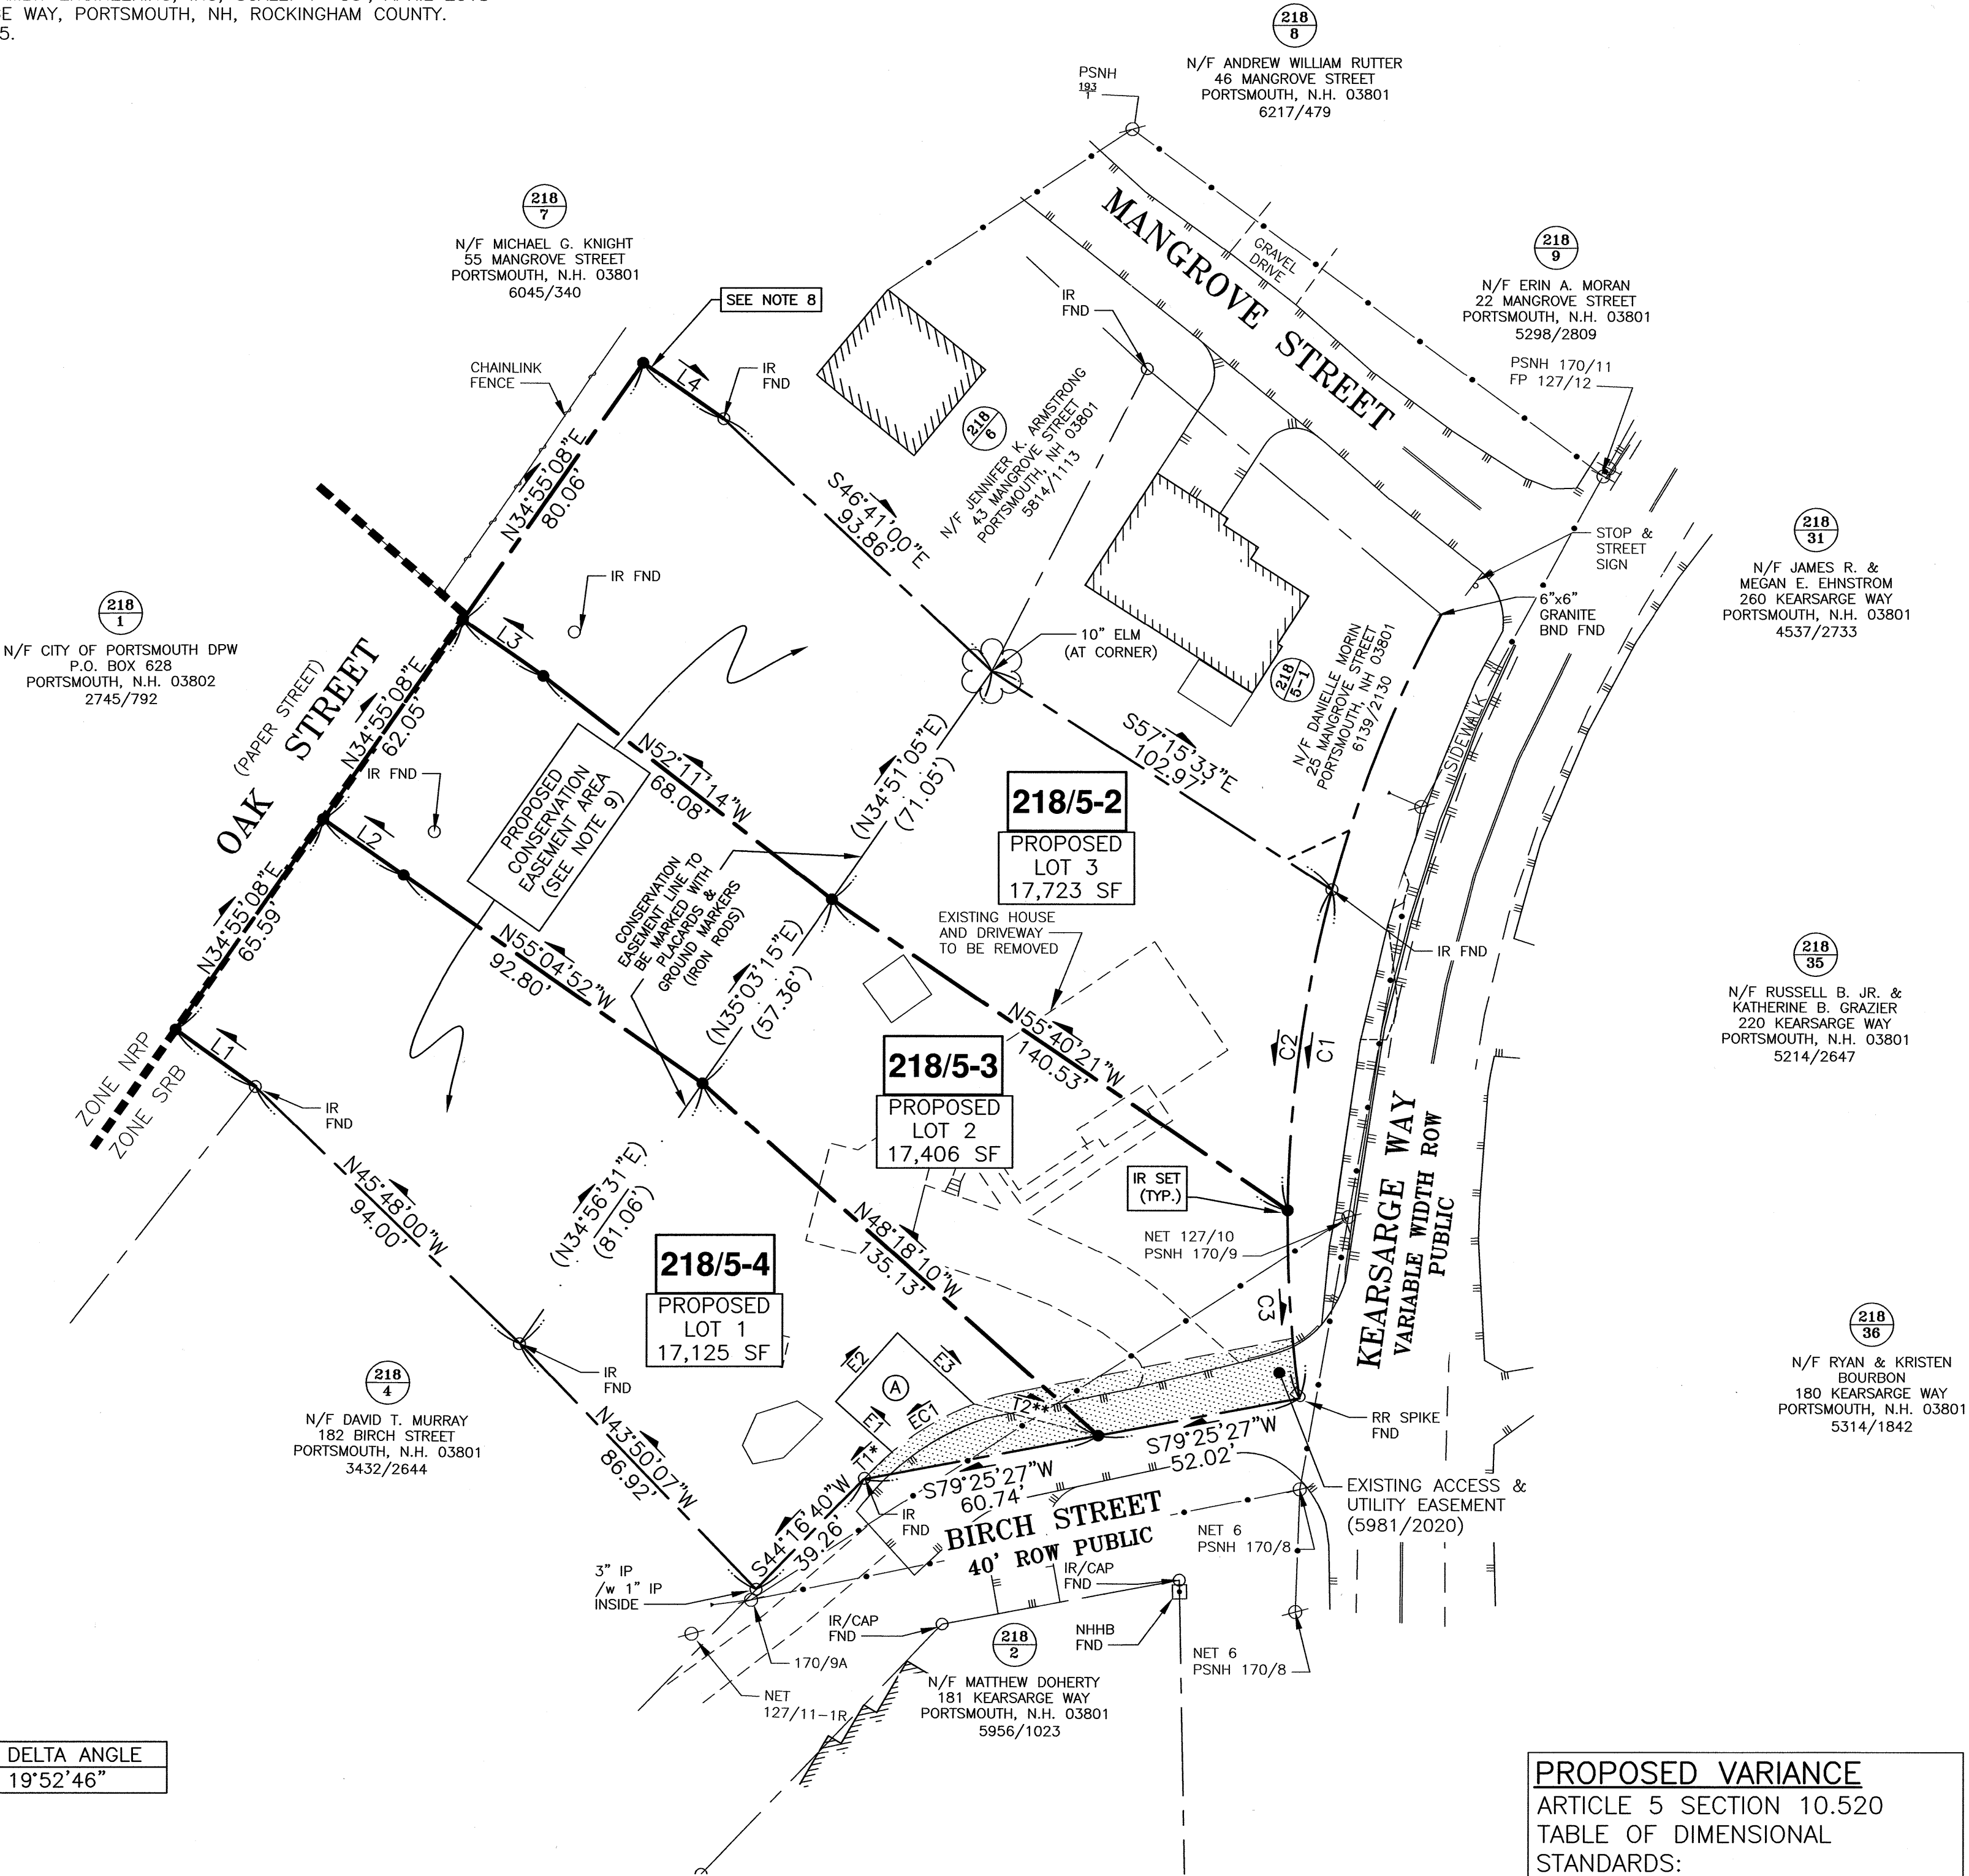 E WAY, PORTSMOUTH, NH, ROCKINGHAM COUNTY.
5.
218
8
N/F ANDREW WILLIAM RUTTER
46 MANGROVE STREET
PORTSMOUTH, N.H. 03801
6217/479
PSNH
193
1
218
7
N/F MICHAEL G. KNIGHT
55 MANGROVE STREET
PORTSMOUTH, N.H. 03801
6045/340
SEE NOTE 8
CHAINLINK
FENCE
L4
IR
FND
MANGROVE STREET
GRAVEL
DRIVE
IR
FND
218
9
N/F ERIN A. MORAN
22 MANGROVE STREET
PORTSMOUTH, N.H. 03801
5298/2809
PSNH 170/11
FP 127/12
218
6
N/F JENNIFER K. ARMSTRONG
43 MANGROVE STREET
PORTSMOUTH, NH 03801
5814/1113
N34°55'08"E
80.06'
S46°41'00"E
93.86'
STOP &
STREET
SIGN
218
31
N/F JAMES R. &
MEGAN E. EHNSTROM
260 KEARSARGE WAY
PORTSMOUTH, N.H. 03801
4537/2733
6"x6"
GRANITE
BND FND
IR FND
218
1
N/F CITY OF PORTSMOUTH DPW
P.O. BOX 628
PORTSMOUTH, N.H. 03802
2745/792
L3
10" ELM
(AT CORNER)
218
5-1
N/F DANIELLE MORIN
25 MANGROVE STREET
PORTSMOUTH, NH 03801
6139/2130
SIDEWALK
OAK STREET
(PAPER STREET)
N34°55'08"E
62.05'
IR FND
L2
PROPOSED
CONSERVATION
EASEMENT AREA
(SEE NOTE 9)
N52°11'14"W
68.08'
(N34°51'05"E)
(71.05')
S57°15'33"E
102.97'
218/5-2
PROPOSED
LOT 3
17,723 SF
EXISTING HOUSE
AND DRIVEWAY
TO BE REMOVED
CONSERVATION
EASEMENT LINE TO
BE MARKED WITH
PLACARDS &
GROUND MARKERS
(IRON RODS)
IR FND
218
35
N/F RUSSELL B. JR. &
KATHERINE B. GRAZIER
220 KEARSARGE WAY
PORTSMOUTH, N.H. 03801
5214/2647
N34°55'08"E
65.59'
N55°04'52"W
92.80'
(N35°03'15"E)
(57.36')
N55°40'21"W
140.53'
C2
C1
ZONE NRP
ZONE SRB
L1
IR
FND
218/5-3
PROPOSED
LOT 2
17,406 SF
KEARSARGE WAY
VARIABLE WIDTH ROW
PUBLIC
IR SET
(TYP.)
NET 127/10
PSNH 170/9
N45°48'00"W
94.00'
(N34°56'31"E)
(81.06')
N48°18'10"W
135.13'
218/5-4
PROPOSED
LOT 1
17,125 SF
C3
218
36
N/F RYAN & KRISTEN
BOURBON
180 KEARSARGE WAY
PORTSMOUTH, N.H. 03801
5314/1842
IR
FND
218
4
N/F DAVID T. MURRAY
182 BIRCH STREET
PORTSMOUTH, N.H. 03801
3432/2644
E2
E3
A
E1
EC1
T2**
T1*
RR SPIKE
FND
N43°50'07"W
86.92'
S79°25'27"W
52.02'
S79°25'27"W
60.74'
S44°16'40"W
39.26'
IR
FND
EXISTING ACCESS &
UTILITY EASEMENT
(5981/2020)
BIRCH STREET
40' ROW PUBLIC
NET 6
PSNH 170/8
3" IP
/w 1" IP
INSIDE
IR/CAP
FND
IR/CAP
FND
NHHB
FND
218
2
N/F MATTHEW DOHERTY
181 KEARSARGE WAY
PORTSMOUTH, N.H. 03801
5956/1023
NET 6
PSNH 170/8
170/9A
NET
127/11-1R
DELTA ANGLE
19°52'46"
PROPOSED VARIANCE
ARTICLE 5 SECTION 10.520
TABLE OF DIMENSIONAL
STANDARDS: